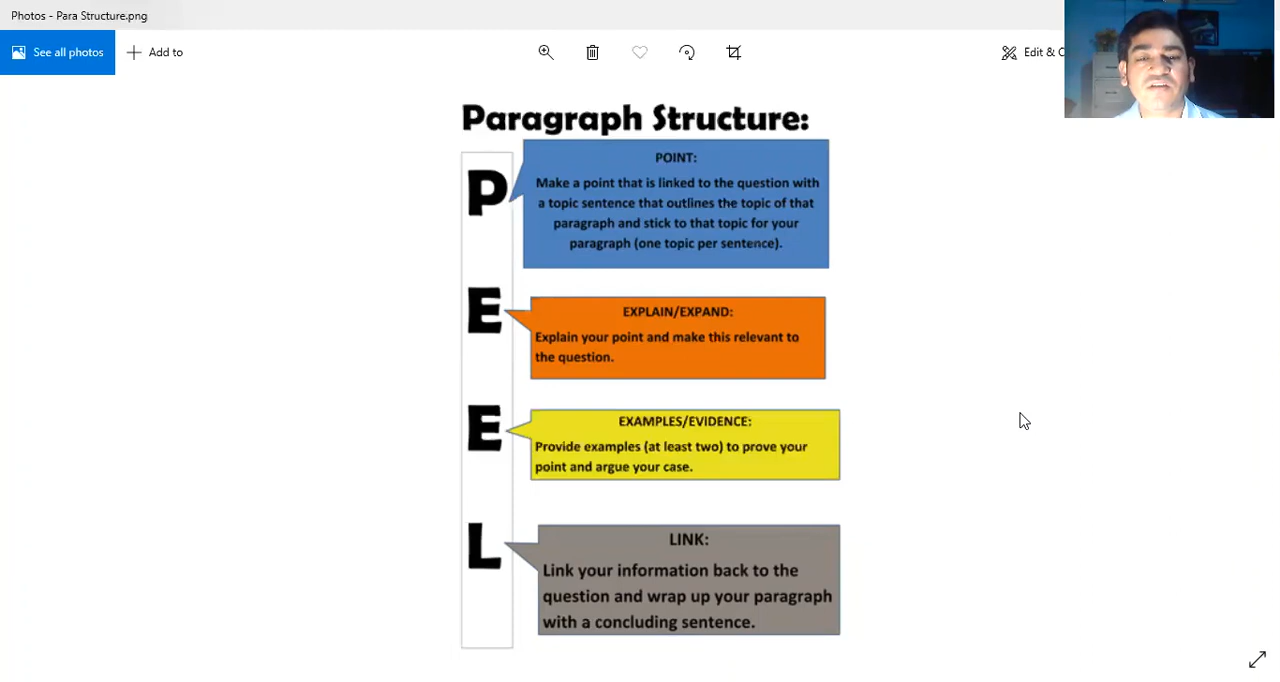 Photos - Para Structure.png
See all photos
Add to
Edit & C
Paragraph Structure:
P
POINT:
Make a point that is linked to the question with
a topic sentence that outlines the topic of that
paragraph and stick to that topic for your
paragraph (one topic per sentence).
E
EXPLAIN/EXPAND:
Explain your point and make this relevant to
the question.
E
EXAMPLES/EVIDENCE:
Provide examples (at least two) to prove your
point and argue your case.
L
LINK:
Link your information back to the
question and wrap up your paragraph
with a concluding sentence.